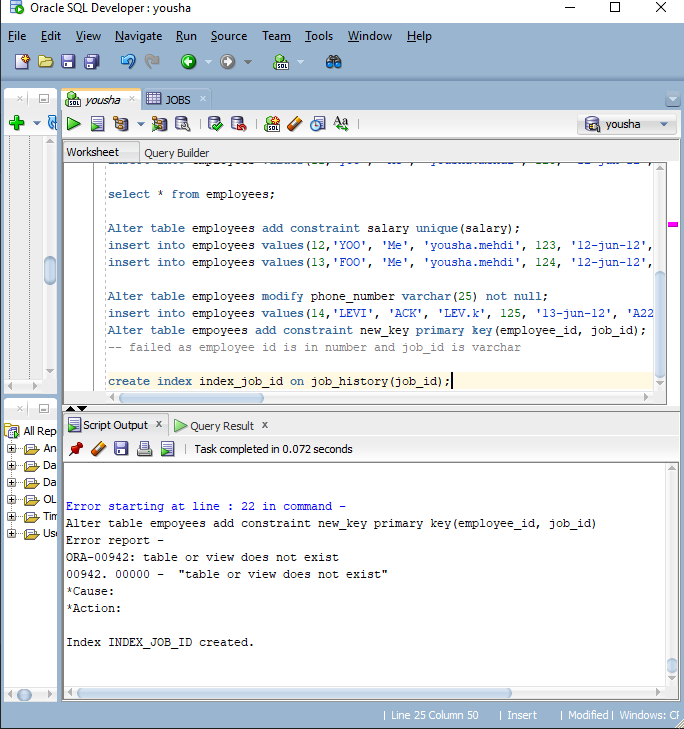 Oracle SQL Developer : yousha
File Edit View Navigate Run Source Team Tools Window Help
yousha JOBS
yousha
Worksheet Query Builder
select * from employees;
Alter table employees add constraint salary unique(salary);
insert into employees values(12,'YOO', 'Me', 'yousha.mehdi', 123, '12-jun-12',
insert into employees values(13,'FOO', 'Me', 'yousha.mehdi', 124, '12-jun-12',
Alter table employees modify phone_number varchar(25) not null;
insert into employees values(14,'LEVI', 'ACK', 'LEV.k', 125, '13-jun-12', 'A22
Alter table empoyees add constraint new_key primary key(employee_id, job_id);
-- failed as employee id is in number and job_id is varchar
create index index_job_id on job_history(job_id);
All Rep
An
Da
Da
OL
Tim
Use
Script Output Query Result
Task completed in 0.072 seconds
Error starting at line : 22 in command -
Alter table empoyees add constraint new_key primary key(employee_id, job_id)
Error report -
ORA-00942: table or view does not exist
00942. 00000 - "table or view does not exist"
*Cause:
*Action:
Index INDEX_JOB_ID created.
Line 25 Column 50 Insert Modified Windows: CF